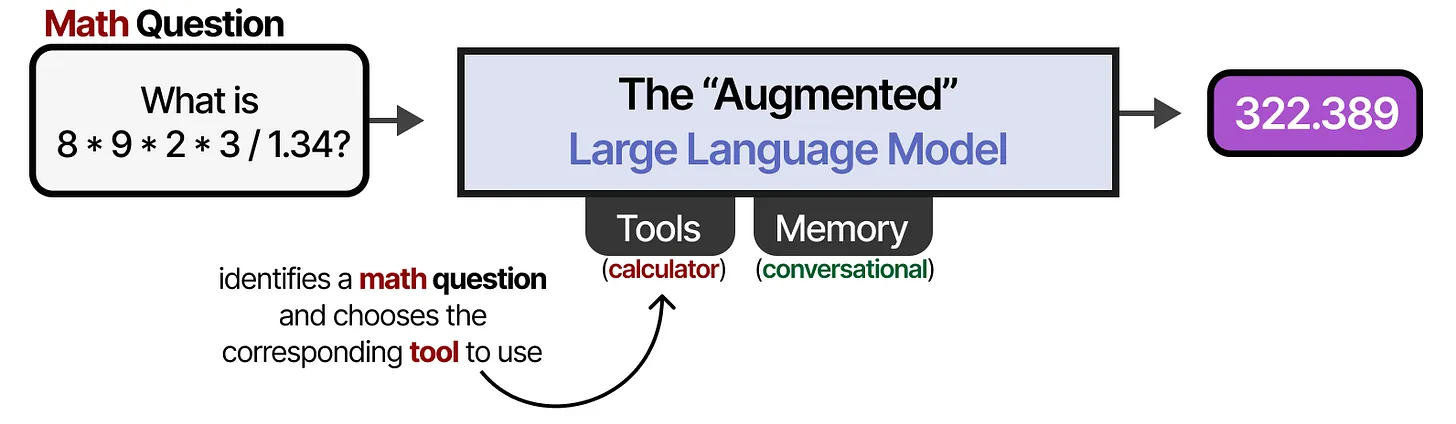 Math Question
What is
8 * 9 * 2 * 3 / 1.34?
The “Augmented”
Large Language Model
322.389
Tools
Memory
(calculator)
(conversational)
identifies a math question
and chooses the
corresponding tool to use